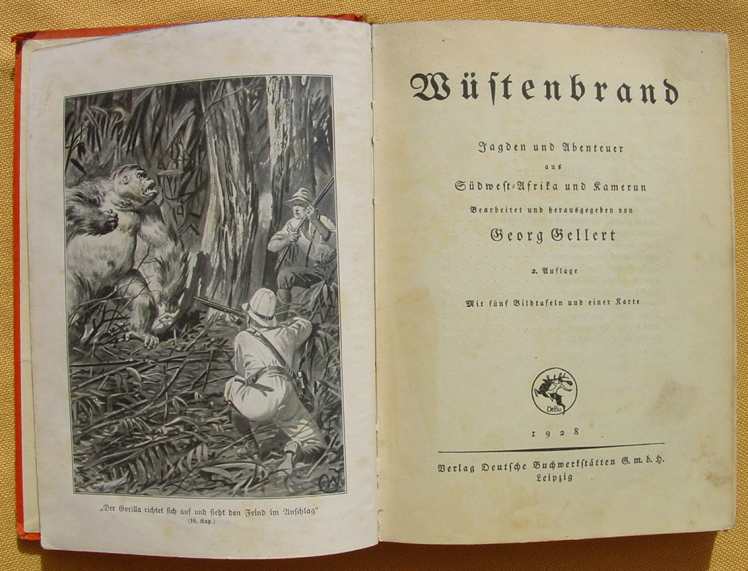 „Der Gorilla richtet sich auf und sieht den Feind im Anschlag“
(10. Kap.)
Wüstenbrand
Jagden und Abenteuer
aus
Südwest-Afrika und Kamerun
Bearbeitet und herausgegeben von
Georg Gellert
2. Auflage
Mit fünf Bildtafeln und einer Karte
DeBu
1928
Verlag Deutsche Buchwerkstätten G. m. b. H.
Leipzig